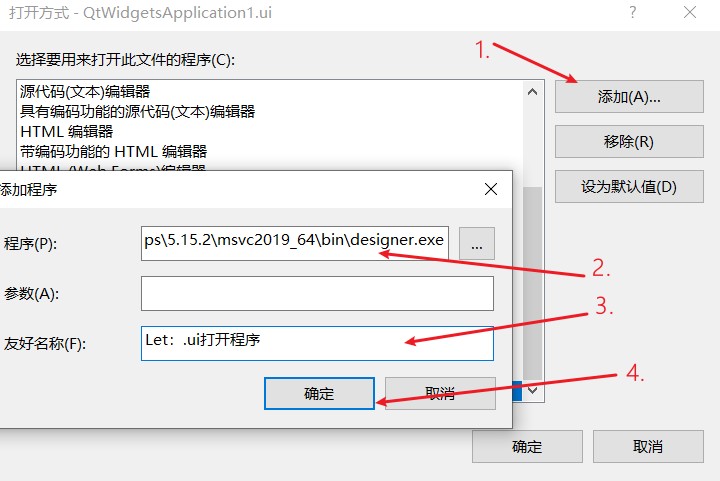 打开方式 - QtWidgetsApplication1.ui
?
选择要用来打开此文件的程序(C):
1.
源代码(文本)编辑器
具有编码功能的源代码(文本)编辑器
HTML 编辑器
带编码功能的 HTML 编辑器
HTML (Web Forms)编辑器
添加(A)...
移除(R)
设为默认值(D)
添加程序
程序(P):
ps\5.15.2\msvc2019_64\bin\designer.exe
...
2.
参数(A):
3.
友好名称(F):
Let：.ui打开程序
4.
确定
取消
确定
取消